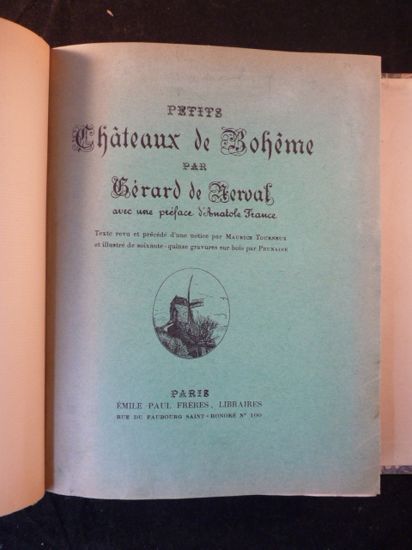 PETITS
Châteaux de Bohême
PAR
Gérard de Nerval
avec une préface d'Anatole France
Texte revu et précédé d'une notice par MAURICE TOURNEUX
et illustré de soixante-quinze gravures sur bois par PRUNAIRE
PARIS
ÉMILE PAUL FRÈRES, LIBRAIRES
RUE DU FAUBOURG SAINT-HONORÉ N° 100